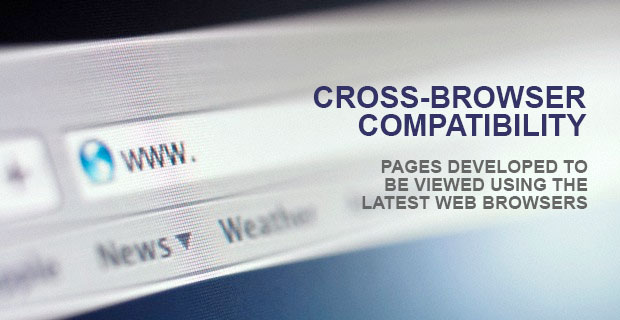 CROSS-BROWSER
COMPATIBILITY
PAGES DEVELOPED TO
BE VIEWED USING THE
LATEST WEB BROWSERS
www.
News
Weather